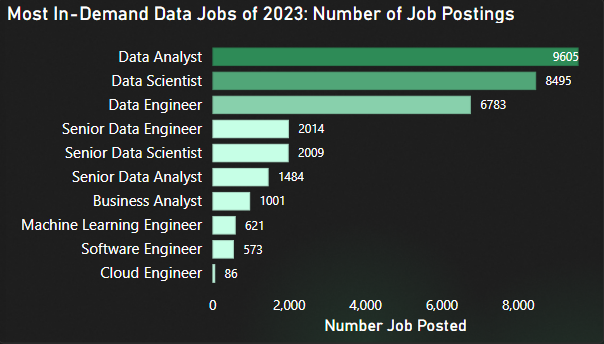 Most In-Demand Data Jobs of 2023: Number of Job Postings
Data Analyst 9605
Data Scientist 8495
Data Engineer 6783
Senior Data Engineer 2014
Senior Data Scientist 2009
Senior Data Analyst 1484
Business Analyst 1001
Machine Learning Engineer 621
Software Engineer 573
Cloud Engineer 86
0 2,000 4,000 6,000 8,000
Number Job Posted